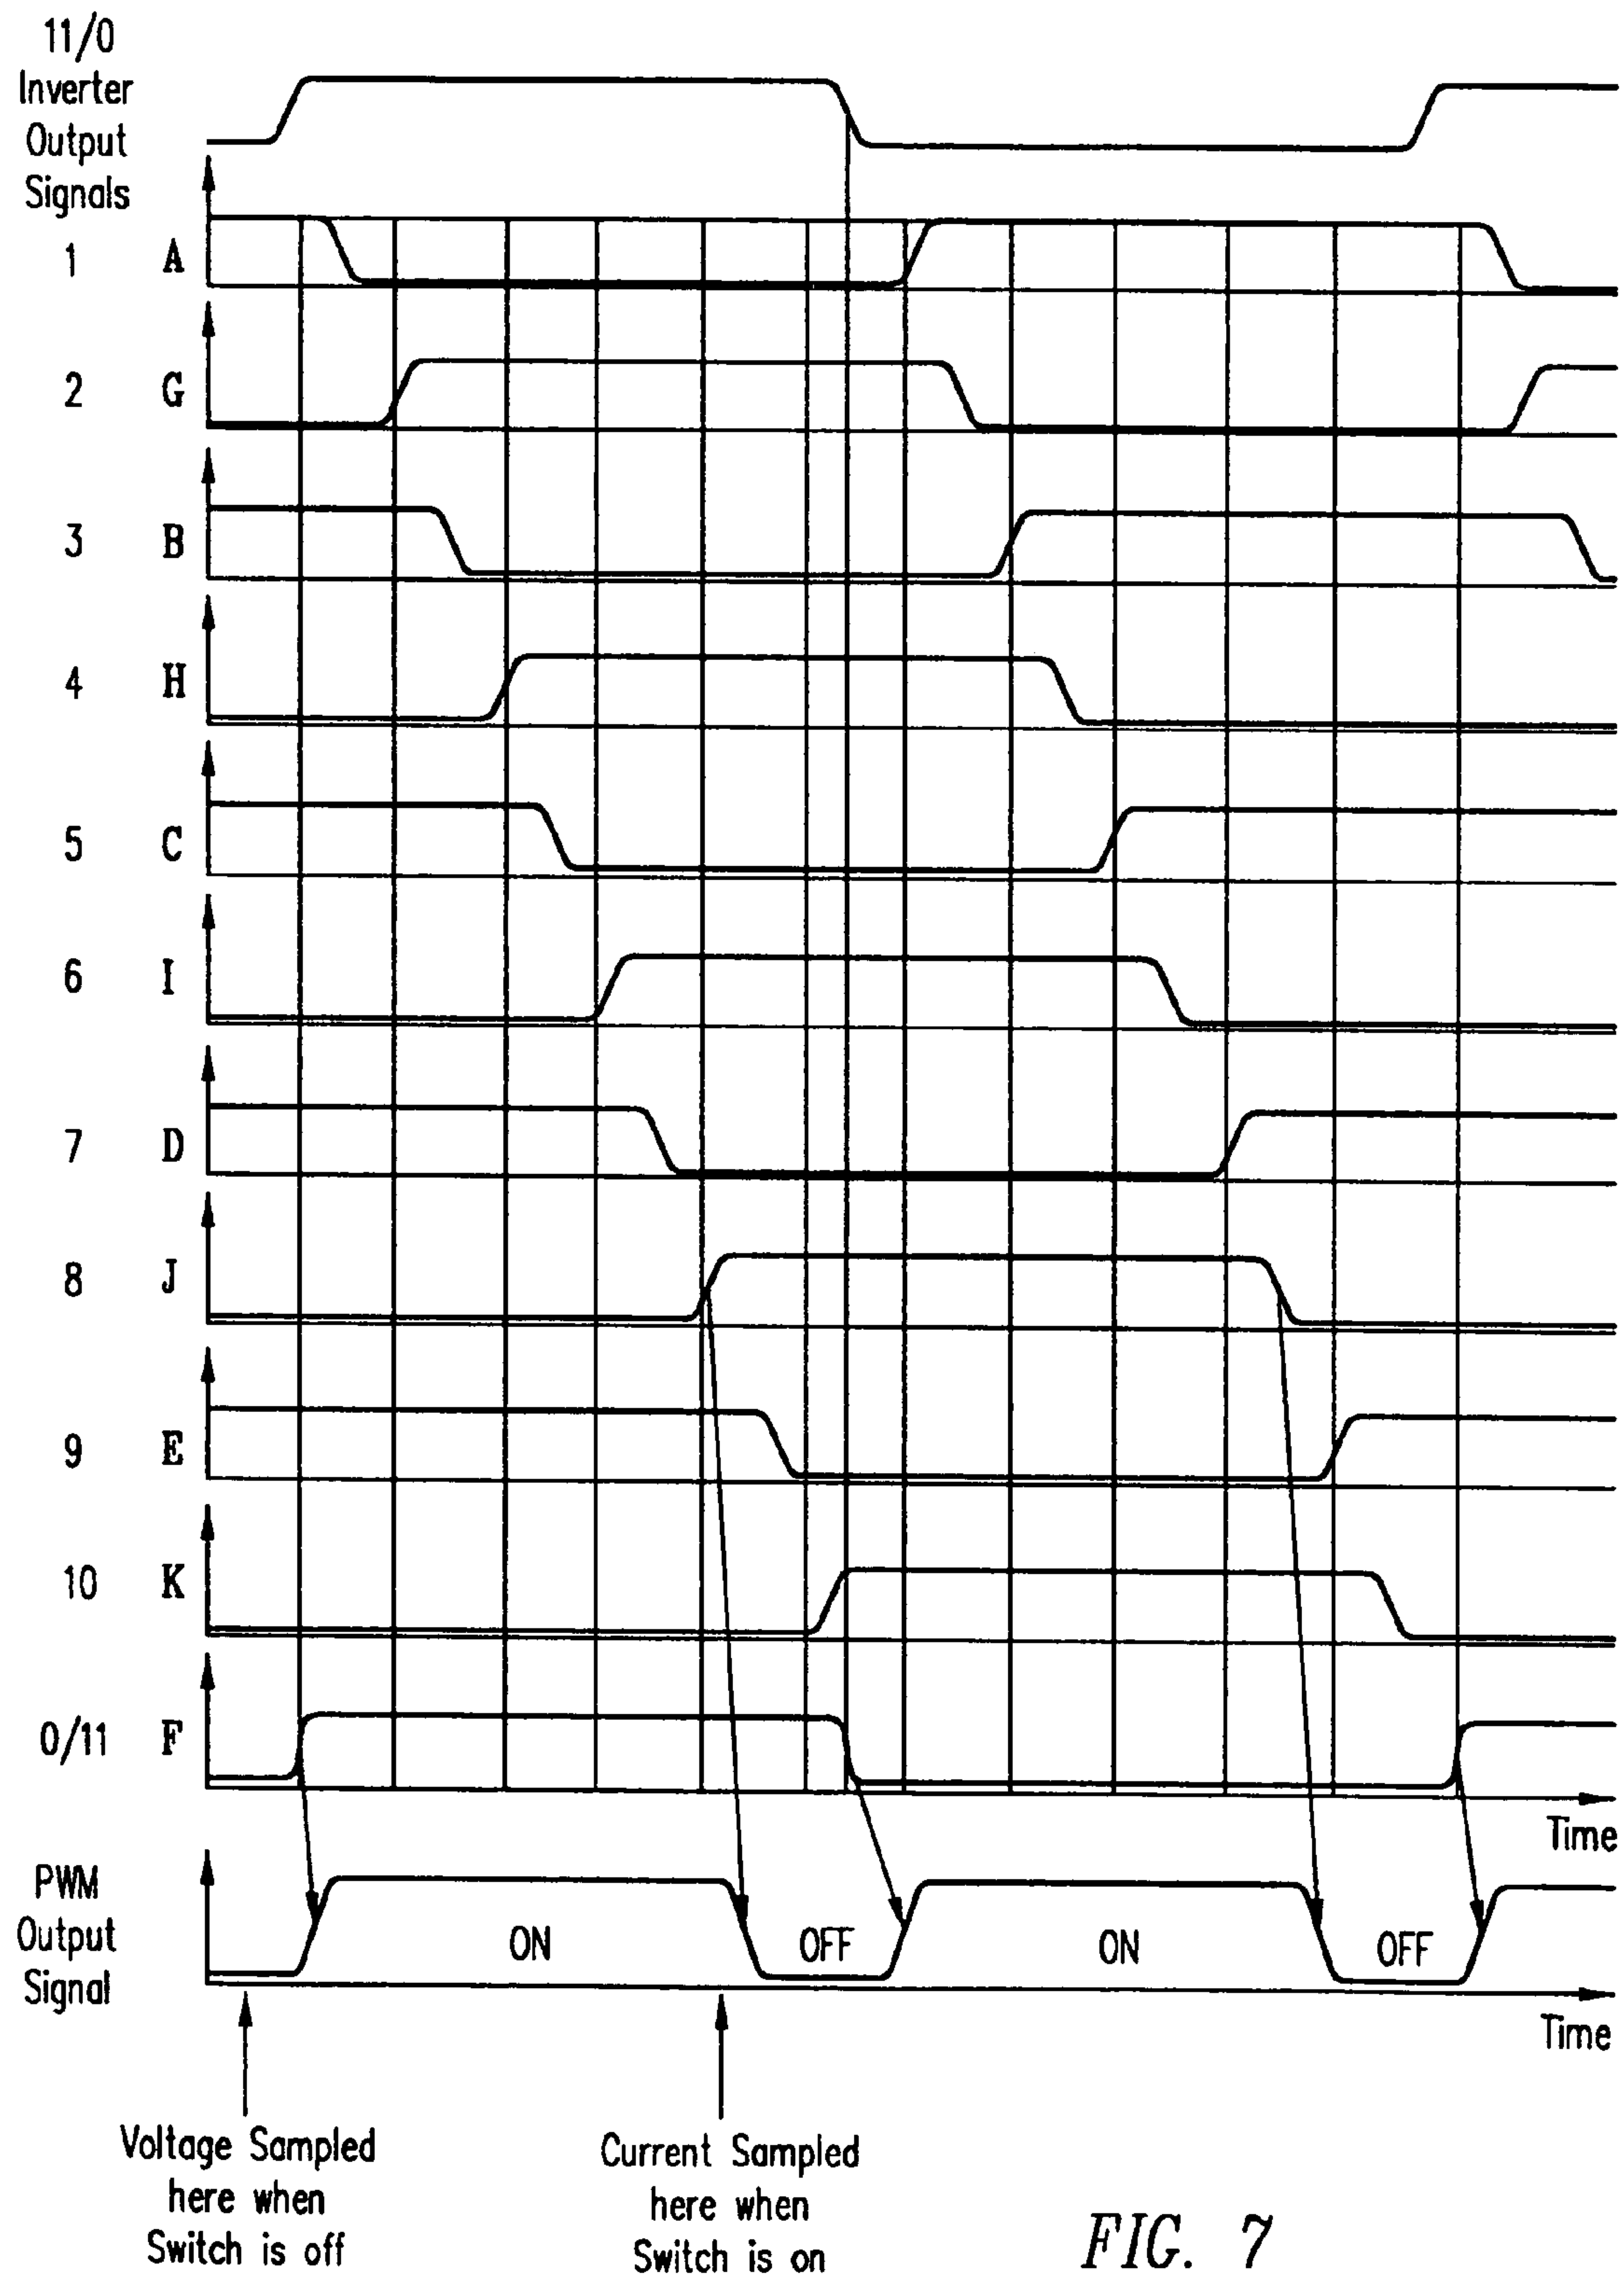 11/0
Inverter
Output
Signals
1 A
2 G
3 B
4 H
5 C
6 I
7 D
8 J
9 E
10 K
0/11 F
Time
PWM
Output
Signal
ON OFF ON OFF
Time
Voltage Sampled
here when
Switch is off
Current Sampled
here when
Switch is on
FIG. 7